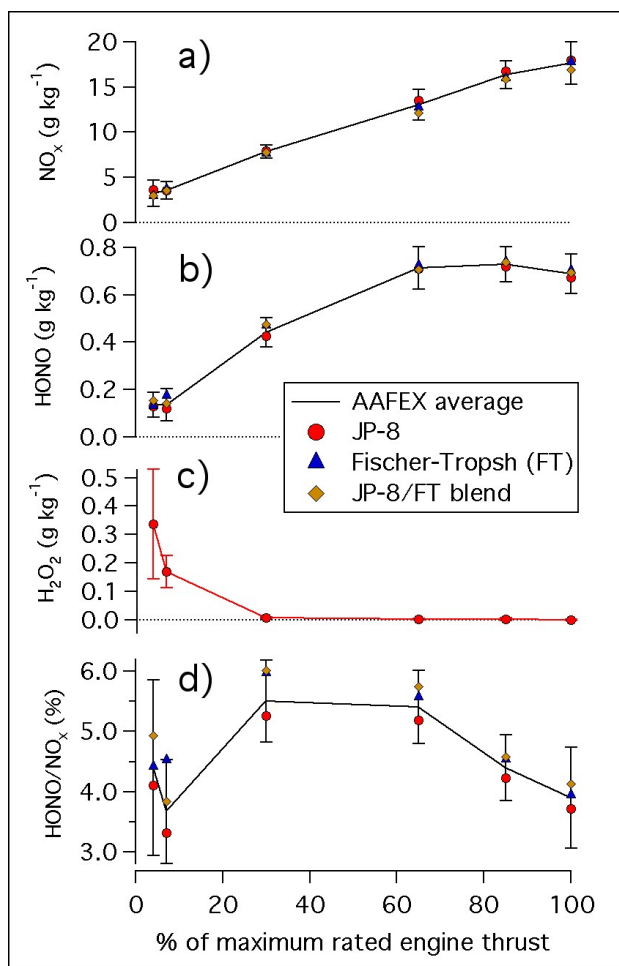 a)
NOx (g kg-1)
20
15
10
5
0
b)
HONO (g kg-1)
0.8
0.6
0.4
0.2
0.0
AAFEX average
JP-8
Fischer-Tropsh (FT)
JP-8/FT blend
c)
H2O2 (g kg-1)
0.5
0.4
0.3
0.2
0.1
0.0
d)
HONO/NOx (%)
6.0
5.0
4.0
3.0
0 20 40 60 80 100
% of maximum rated engine thrust